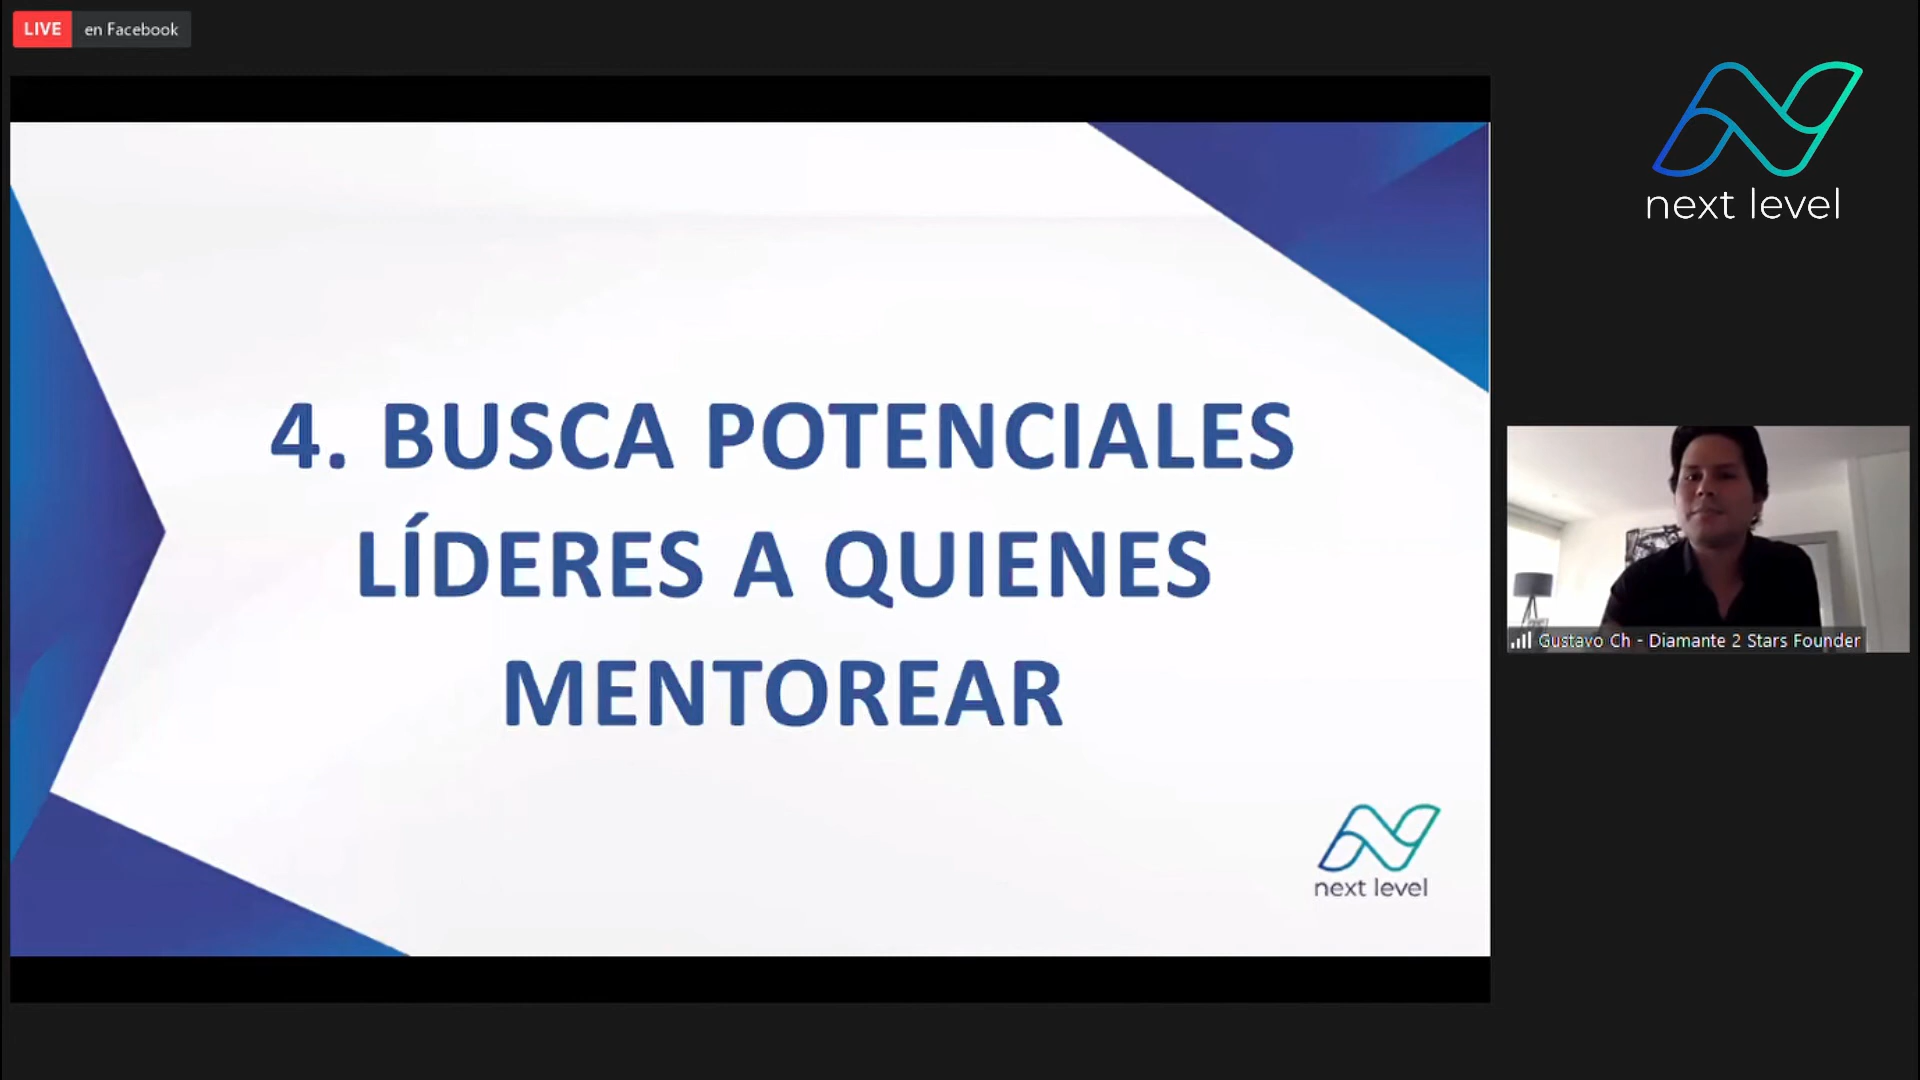 LIVE en Facebook
next level
4. BUSCA POTENCIALES
LÍDERES A QUIENES
MENTOREAR
next level
Gustavo Ch - Diamante 2 Stars Founder